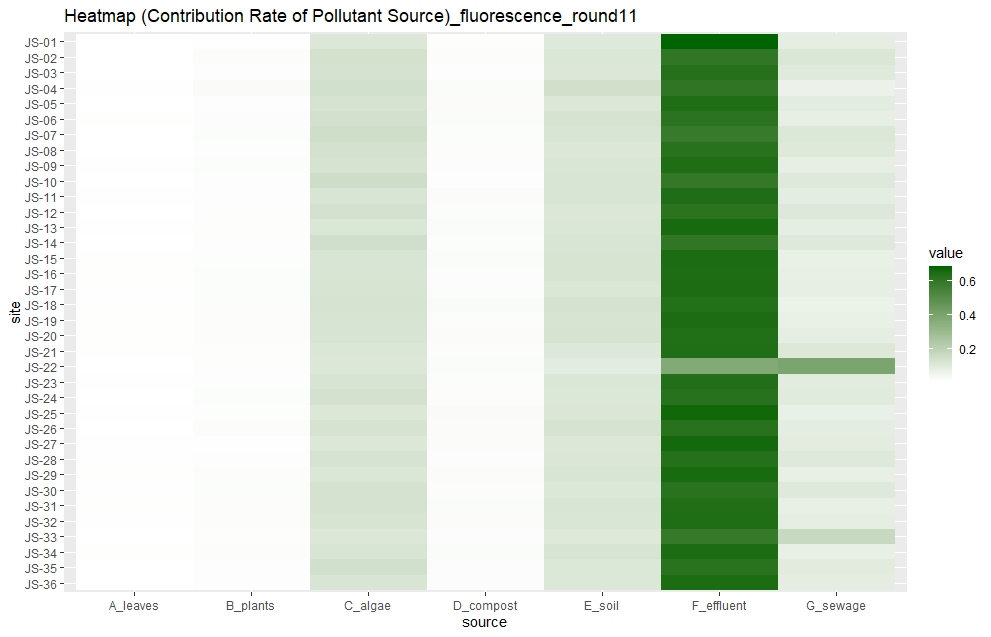 Heatmap (Contribution Rate of Pollutant Source)_fluorescence_round11
JS-01
JS-02
JS-03
JS-04
JS-05
JS-06
JS-07
JS-08
JS-09
JS-10
JS-11
JS-12
JS-13
JS-14
JS-15
JS-16
JS-17
JS-18
JS-19
JS-20
JS-21
JS-22
JS-23
JS-24
JS-25
JS-26
JS-27
JS-28
JS-29
JS-30
JS-31
JS-32
JS-33
JS-34
JS-35
JS-36
site
A_leaves B_plants C_algae D_compost E_soil F_effluent G_sewage
source
value
0.6
0.4
0.2